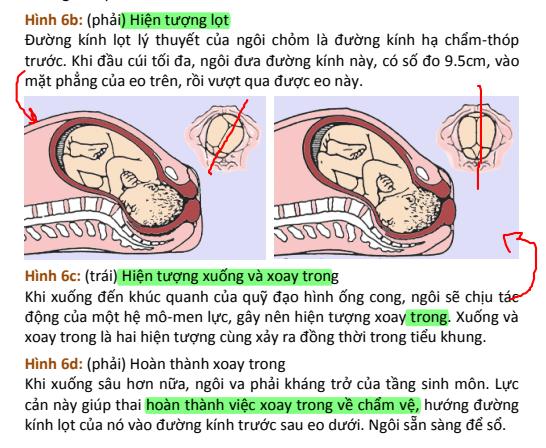 Hình 6b: (phải) Hiện tượng lọt
Đường kính lọt lý thuyết của ngôi chỏm là đường kính hạ chẩm-thóp
trước. Khi đầu cúi tối đa, ngôi đưa đường kính này, có số đo 9.5cm, vào
mặt phẳng của eo trên, rồi vượt qua được eo này.
Hình 6c: (trái) Hiện tượng xuống và xoay trong
Khi xuống đến khúc quanh của quỹ đạo hình ống cong, ngôi sẽ chịu tác
động của một hệ mô-men lực, gây nên hiện tượng xoay trong. Xuống và
xoay trong là hai hiện tượng cùng xảy ra đồng thời trong tiểu khung.
Hình 6d: (phải) Hoàn thành xoay trong
Khi xuống sâu hơn nữa, ngôi va phải kháng trở của tầng sinh môn. Lực
cản này giúp thai hoàn thành việc xoay trong về chẩm vệ, hướng đường
kính lọt của nó vào đường kính trước sau eo dưới. Ngôi sẵn sàng để sổ.